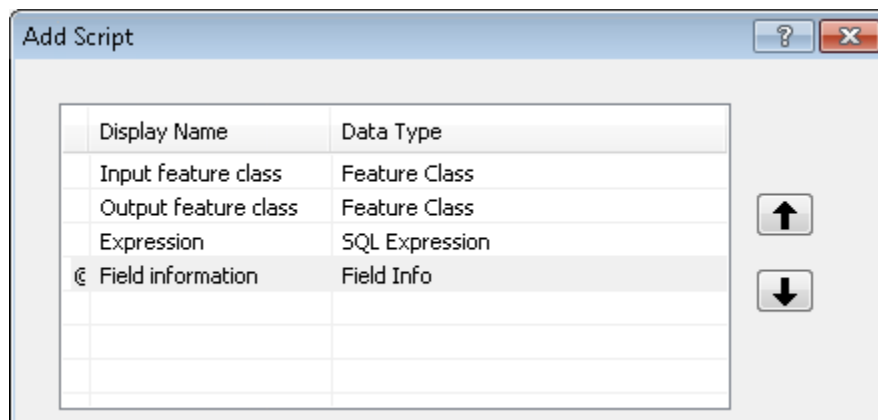 Add Script
?
Display Name Data Type
Input feature class Feature Class
Output feature class Feature Class
Expression SQL Expression
Field information Field Info